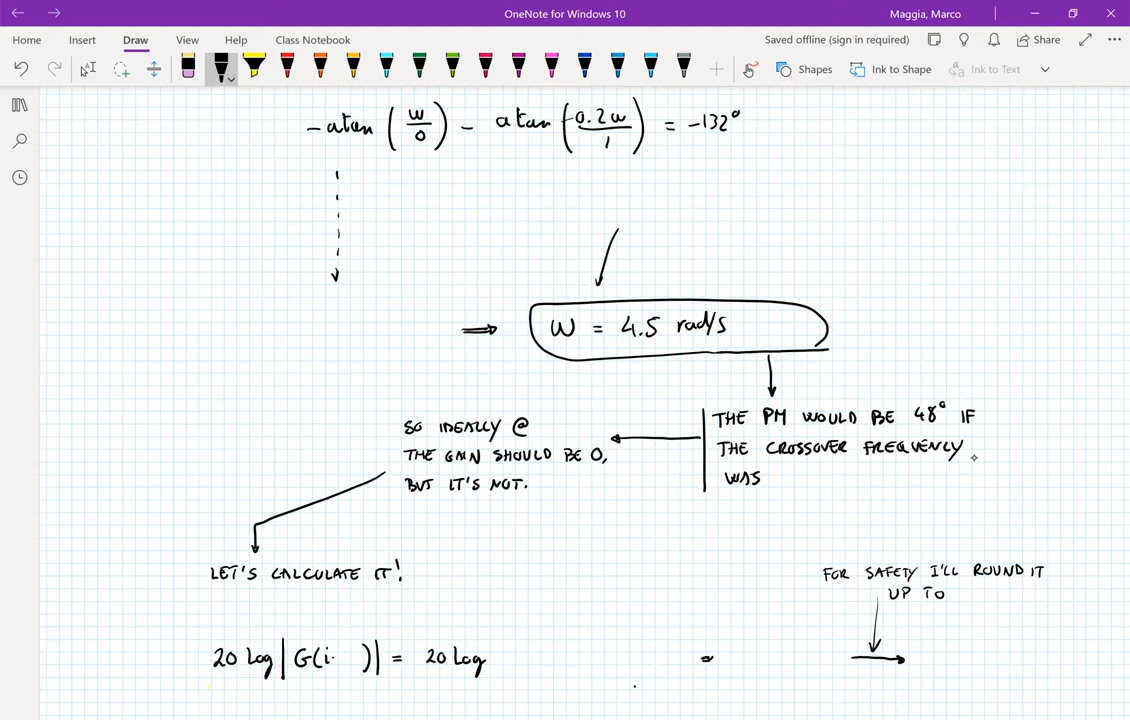 OneNote for Windows 10
Maggia, Marco
Home Insert Draw View Help Class Notebook
Saved offline (sign in required)
Share
Shapes
Ink to Shape
Ink to Text
-atan (w/0) - atan (0.2w/1) = -132°
⇒ w = 4.5 rad/s
THE PM WOULD BE 48° IF
THE CROSSOVER FREQUENCY
WAS
SO IDEALLY @
THE GAIN SHOULD BE 0,
BUT IT'S NOT.
LET'S CALCULATE IT!
FOR SAFETY I'LL ROUND IT
UP TO
20 Log |G(i· )| = 20 Log =